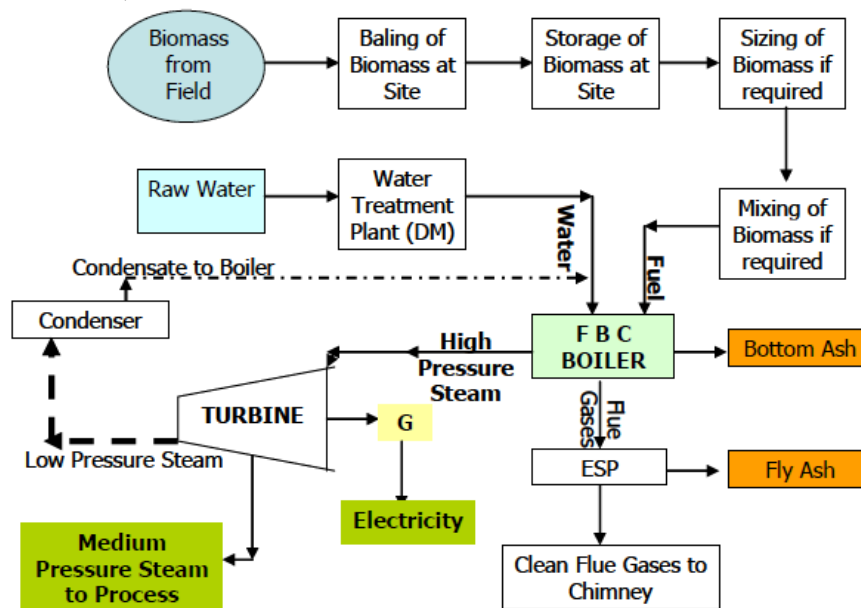 Biomass
from
Field
Baling of
Biomass at
Site
Storage of
Biomass at
Site
Sizing of
Biomass if
required
Raw Water
Water
Treatment
Plant (DM)
Mixing of
Biomass if
required
Water
Fuel
Condensate to Boiler
Condenser
High
Pressure
Steam
F B C
BOILER
Bottom Ash
TURBINE
G
Flue
Gases
Low Pressure Steam
ESP
Fly Ash
Electricity
Medium
Pressure Steam
to Process
Clean Flue Gases to
Chimney